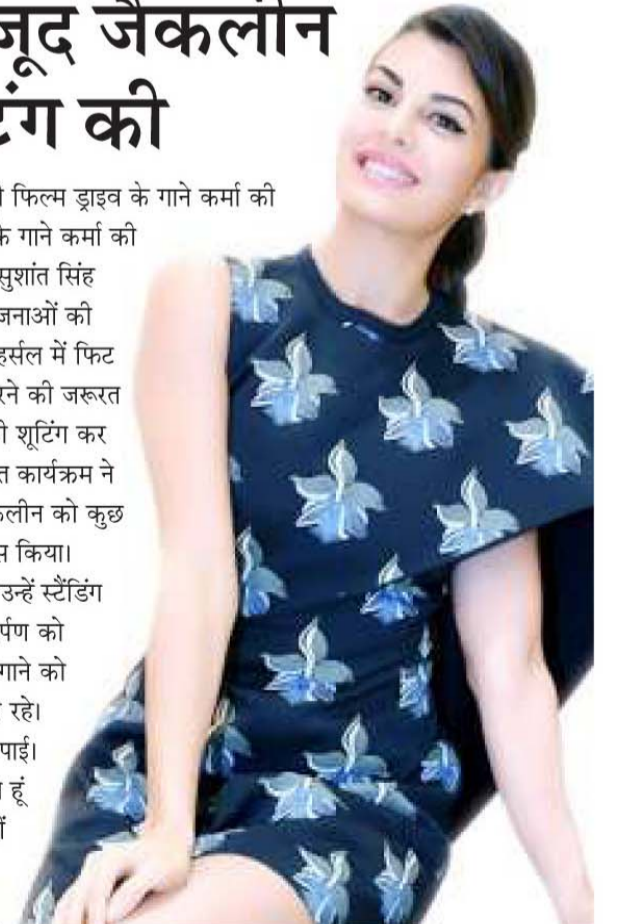 जूद जैकलीन
टिंग की
फिल्म ड्राइव के गाने कर्मा की
के गाने कर्मा की
सुशांत सिंह
जनाओं की
हर्सल में फिट
रने की जरूरत
शूटिंग कर
त कार्यक्रम ने
कलीन को कुछ
स किया।
उन्हें स्टैंडिंग
र्पण को
गाने को
रहे।
पाई।
हूं